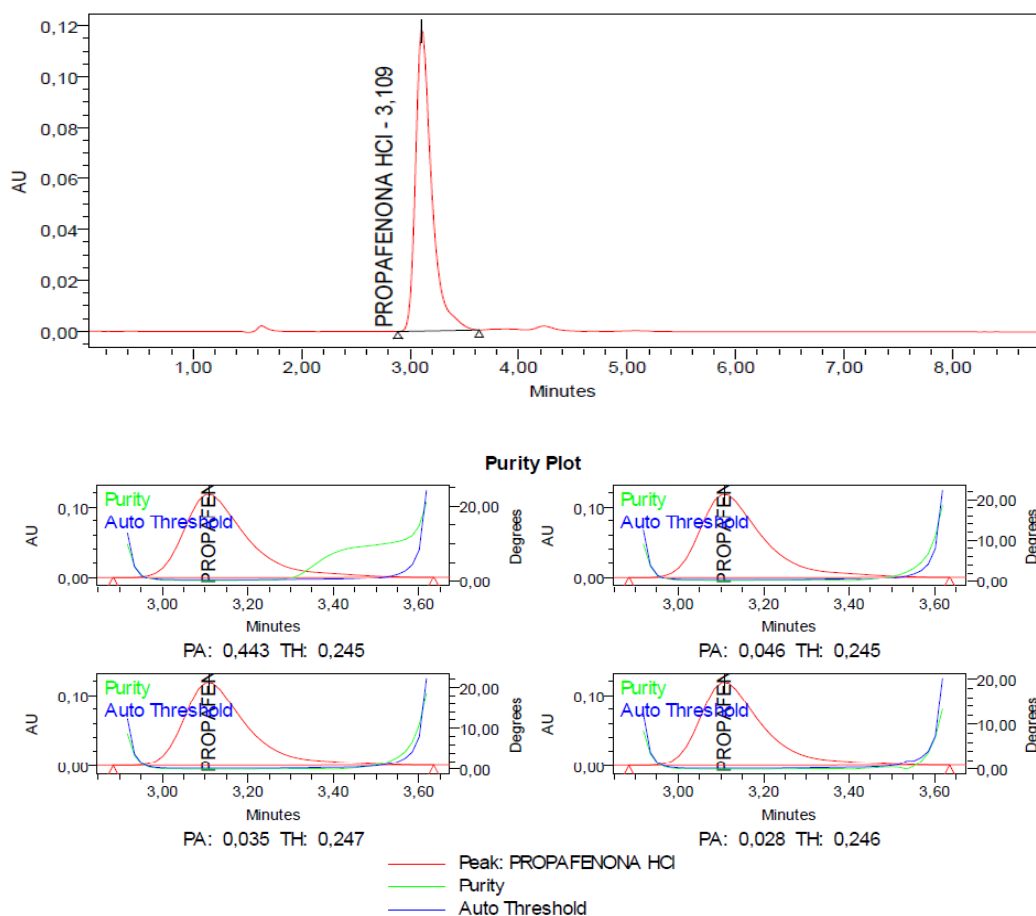 0,12
0,10
0,08
0,06
0,04
0,02
0,00
AU
PROPAFENONA HCl - 3,109
1,00 2,00 3,00 4,00 5,00 6,00 7,00 8,00
Minutes
Purity Plot
Purity
Auto Threshold
PROPAFEN
AU
0,10
0,00
20,00
10,00
0,00
Degrees
3,00 3,20 3,40 3,60
Minutes
PA: 0,443 TH: 0,245
Purity
Auto Threshold
PROPAFEN
AU
0,10
0,00
20,00
10,00
0,00
Degrees
3,00 3,20 3,40 3,60
Minutes
PA: 0,046 TH: 0,245
Purity
Auto Threshold
PROPAFEN
AU
0,10
0,00
20,00
10,00
0,00
Degrees
3,00 3,20 3,40 3,60
Minutes
PA: 0,035 TH: 0,247
Purity
Auto Threshold
PROPAFEN
AU
0,10
0,00
20,00
10,00
0,00
Degrees
3,00 3,20 3,40 3,60
Minutes
PA: 0,028 TH: 0,246
Peak: PROPAFENONA HCl
Purity
Auto Threshold